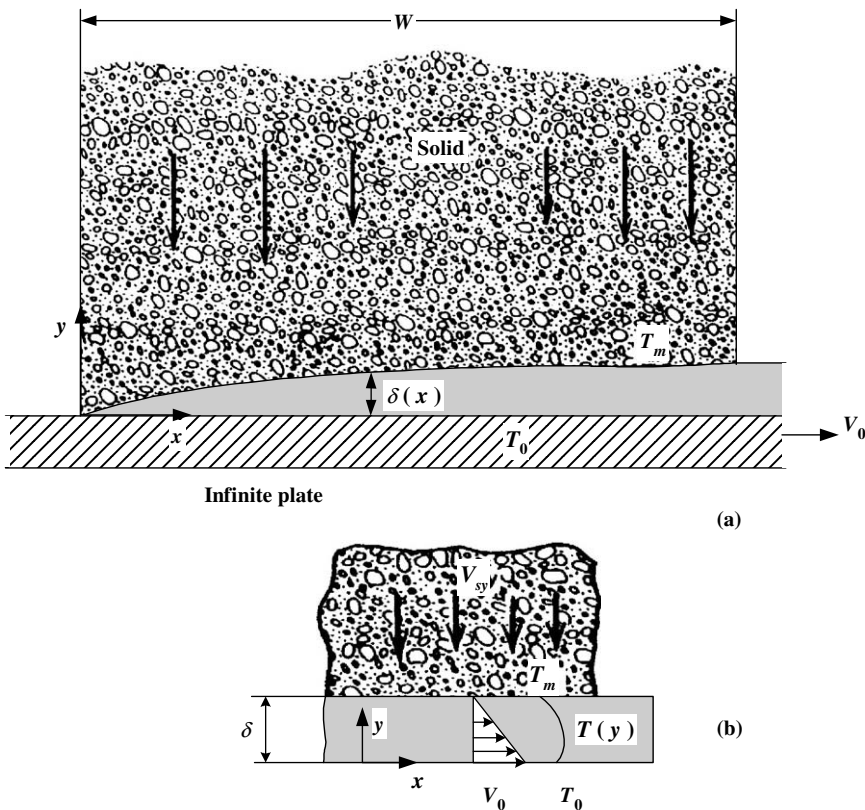 W
Solid
y
T_m
δ(x)
x
T_0
V_0
Infinite plate
(a)
V_sy
T_m
δ
y
T(y)
(b)
x
V_0 T_0